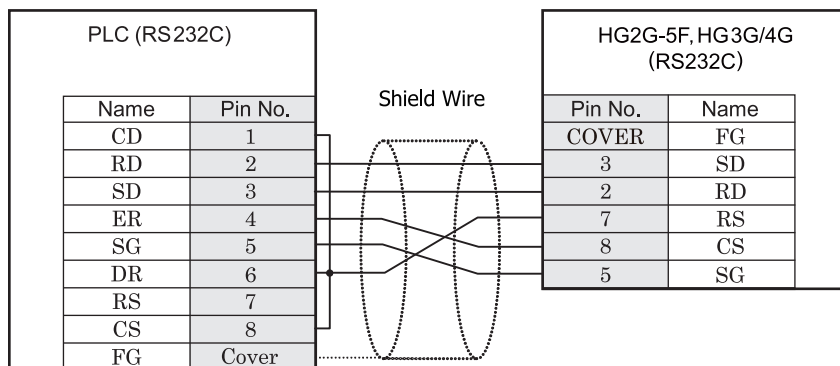 PLC (RS232C)
Name Pin No.
CD 1
RD 2
SD 3
ER 4
SG 5
DR 6
RS 7
CS 8
FG Cover
Shield Wire
HG2G-5F, HG3G/4G
(RS232C)
Pin No. Name
COVER FG
3 SD
2 RD
7 RS
8 CS
5 SG